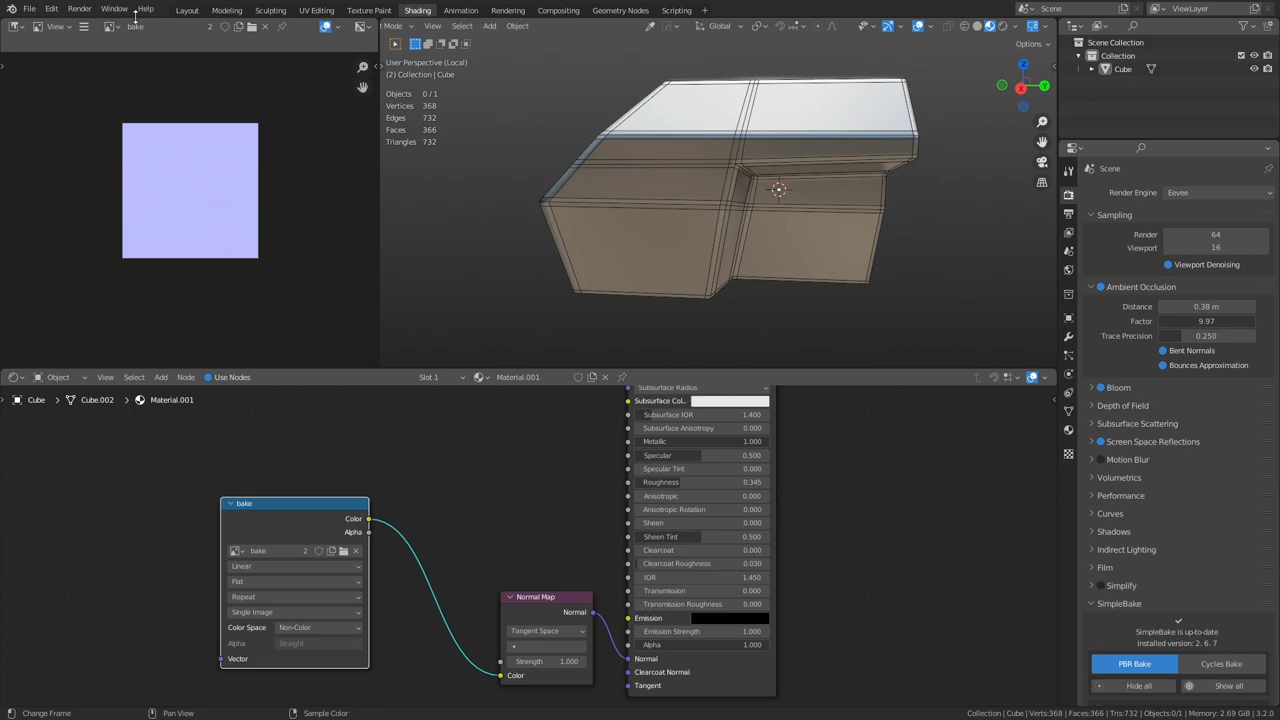 File Edit Render Window Help Layout Modeling Sculpting UV Editing Texture Paint Shading Animation Rendering Compositing Geometry Nodes Scripting + Scene ViewLayer
View bake 2 Mode View Select Add Object Global
Options
User Perspective (Local)
(2) Collection | Cube
Objects 0 / 1
Vertices 368
Edges 732
Faces 366
Triangles 732
Z
X
Y
Scene Collection
Collection
Cube
Scene
Render Engine Eevee
Sampling
Render 64
Viewport 16
Viewport Denoising
Ambient Occlusion
Distance 0.38 m
Factor 9.97
Trace Precision 0.250
Bent Normals
Bounces Approximation
Bloom
Depth of Field
Subsurface Scattering
Screen Space Reflections
Motion Blur
Volumetrics
Performance
Curves
Shadows
Indirect Lighting
Film
Simplify
SimpleBake
SimpleBake is up-to-date
Installed version: 2. 6. 7
PBR Bake Cycles Bake
Hide all Show all
Object View Select Add Node Use Nodes Slot 1 Material.001
Cube > Cube.002 > Material.001
bake
Color
Alpha
bake 2
Linear
Flat
Repeat
Single Image
Color Space Non-Color
Alpha Straight
Vector
Normal Map
Normal
Tangent Space
Strength 1.000
Color
Subsurface Radius
Subsurface Col..
Subsurface IOR 1.400
Subsurface Anisotropy 0.000
Metallic 1.000
Specular 0.500
Specular Tint 0.000
Roughness 0.345
Anisotropic 0.000
Anisotropic Rotation 0.000
Sheen 0.000
Sheen Tint 0.500
Clearcoat 0.000
Clearcoat Roughness 0.030
IOR 1.450
Transmission 0.000
Transmission Roughness 0.000
Emission
Emission Strength 1.000
Alpha 1.000
Normal
Clearcoat Normal
Tangent
Change Frame Pan View Sample Color Collection | Cube | Verts:368 | Faces:366 | Tris:732 | Objects:0/1 | Memory: 2.69 GiB | 3.2.0